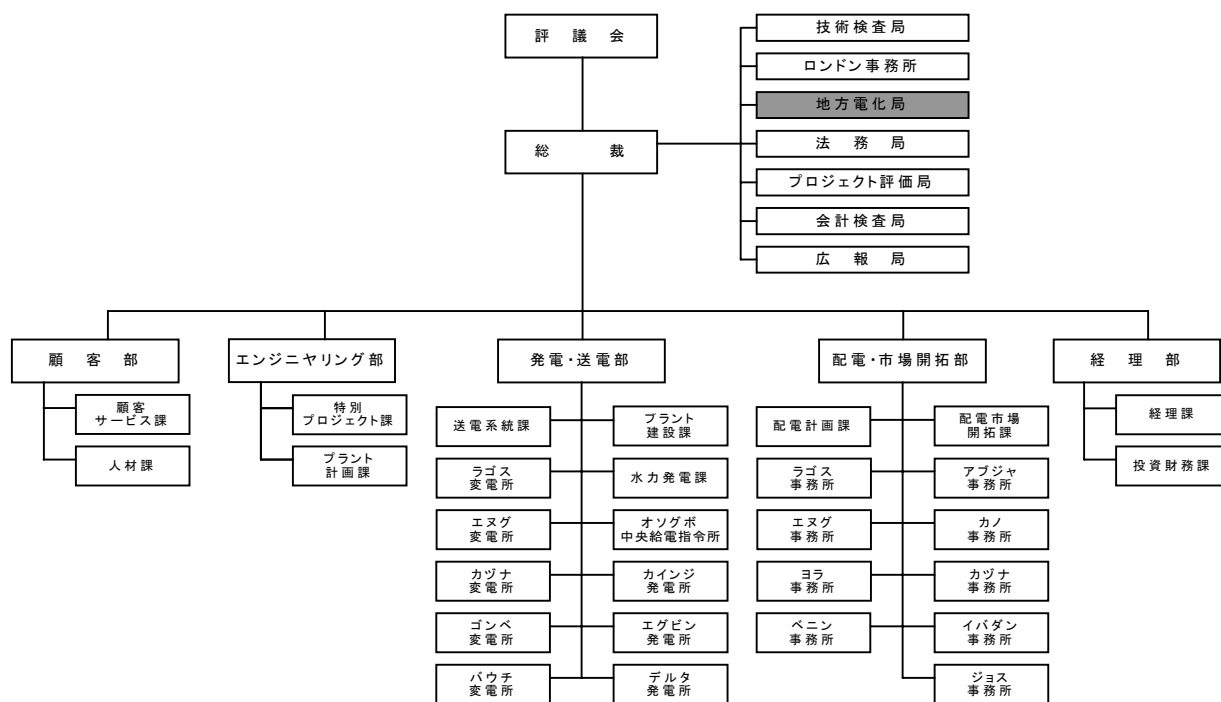 評議会
総裁
技術検査局
ロンドン事務所
地方電化局
法務局
プロジェクト評価局
会計検査局
広報局
顧客部
顧客
サービス課
人材課
エンジニヤリング部
特別
プロジェクト課
プラント
計画課
発電・送電部
送電系統課
プラント
建設課
ラゴス
変電所
水力発電課
エヌグ
変電所
オソグボ
中央給電指令所
カヅナ
変電所
カインジ
発電所
ゴンベ
変電所
エグビン
発電所
バウチ
変電所
デルタ
発電所
配電・市場開拓部
配電計画課
配電市場
開拓課
ラゴス
事務所
アブジャ
事務所
エヌグ
事務所
カノ
事務所
ヨラ
事務所
カヅナ
事務所
ベニン
事務所
イバダン
事務所
ジョス
事務所
経理部
経理課
投資財務課